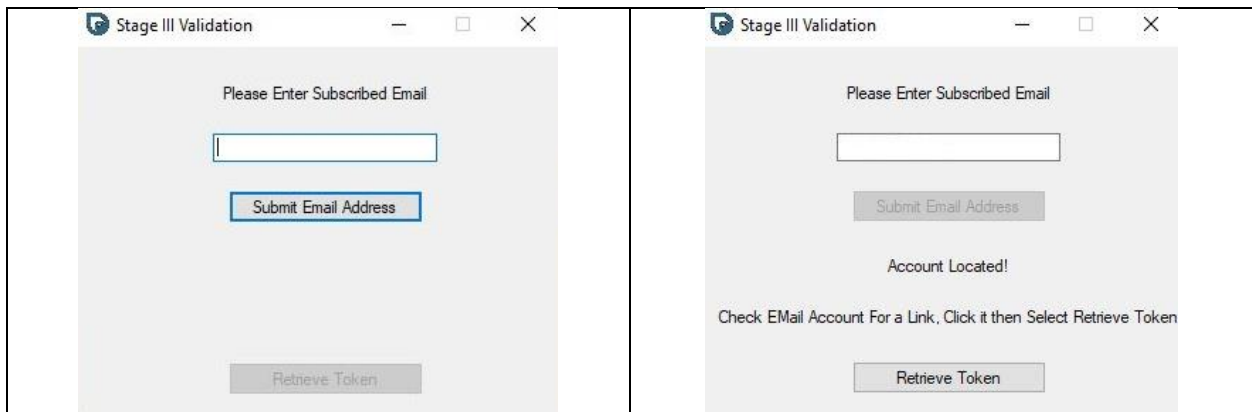 Stage III Validation
Please Enter Subscribed Email
Submit Email Address
Retrieve Token
Stage III Validation
Please Enter Subscribed Email
Submit Email Address
Account Located!
Check EMail Account For a Link, Click it then Select Retrieve Token
Retrieve Token